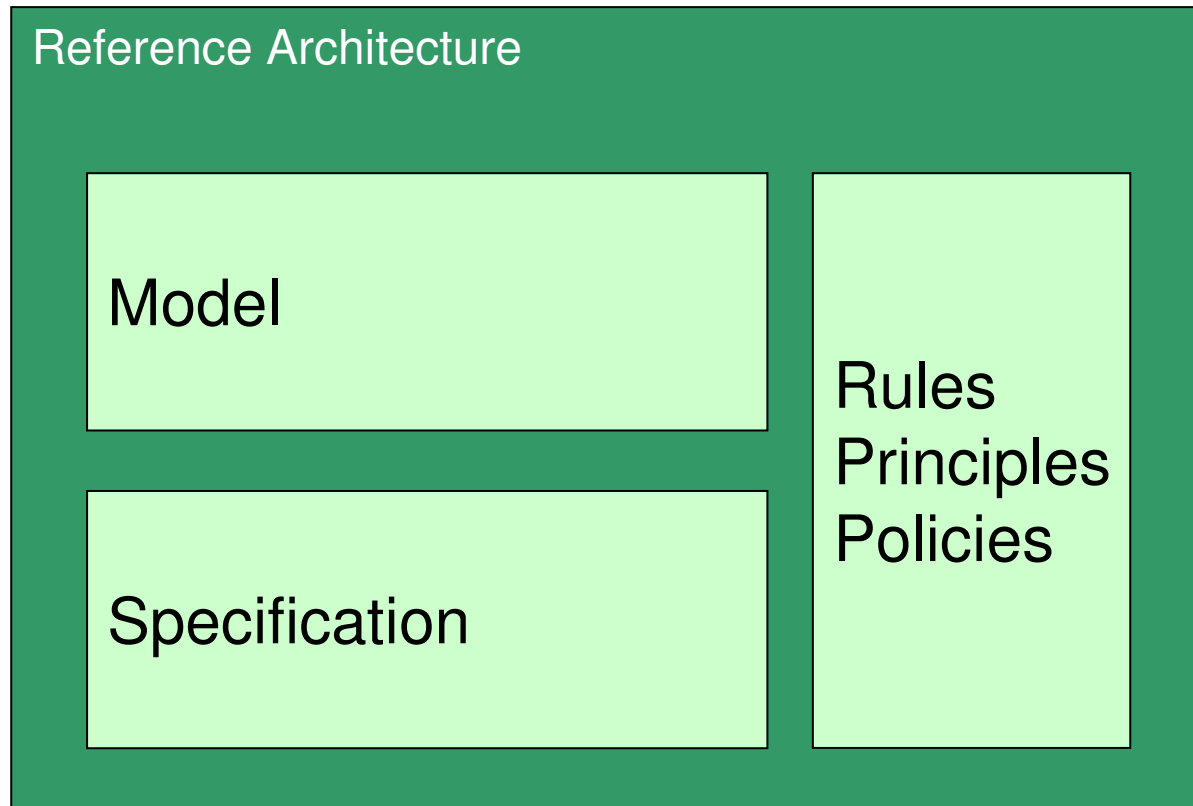 Reference Architecture
Model
Specification
Rules
Principles
Policies